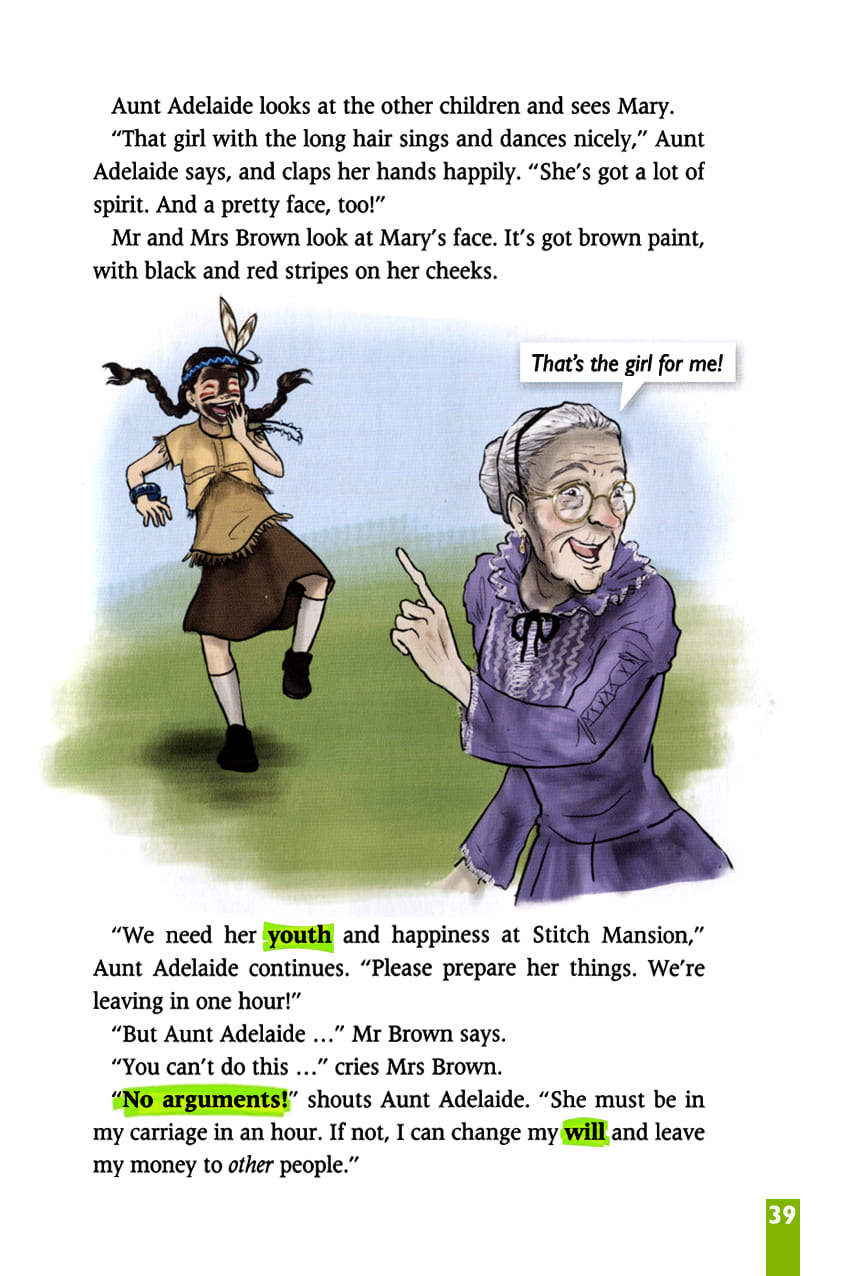 Aunt Adelaide looks at the other children and sees Mary.
“That girl with the long hair sings and dances nicely,” Aunt
Adelaide says, and claps her hands happily. “She’s got a lot of
spirit. And a pretty face, too!”
Mr and Mrs Brown look at Mary’s face. It’s got brown paint,
with black and red stripes on her cheeks.
That’s the girl for me!
“We need her youth and happiness at Stitch Mansion,”
Aunt Adelaide continues. “Please prepare her things. We’re
leaving in one hour!”
“But Aunt Adelaide ...” Mr Brown says.
“You can’t do this ...” cries Mrs Brown.
“No arguments!” shouts Aunt Adelaide. “She must be in
my carriage in an hour. If not, I can change my will and leave
my money to other people.”
39